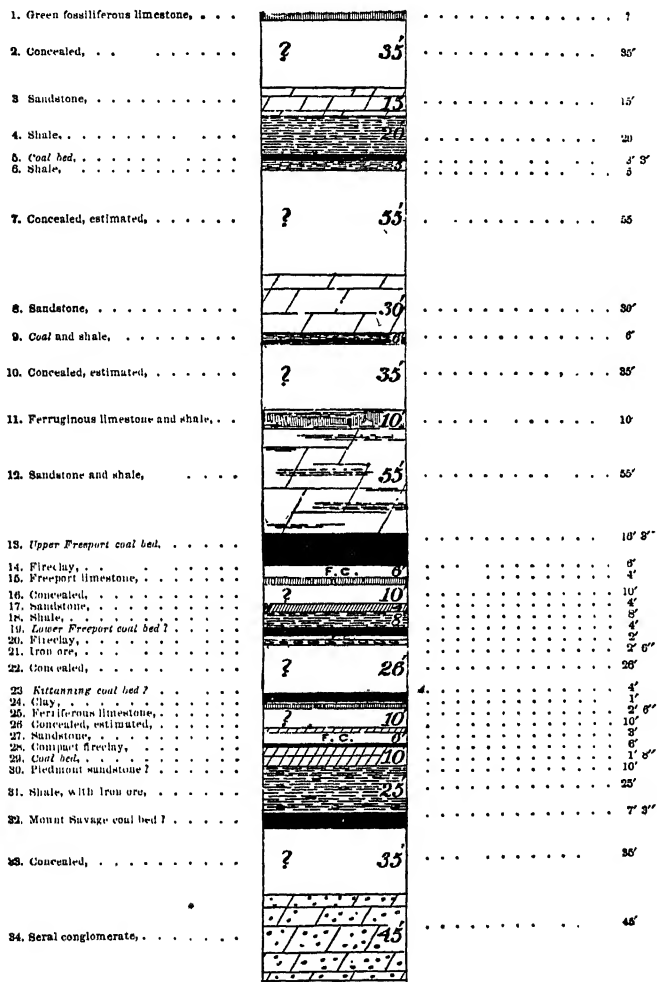 1. Green fossiliferous limestone, . . . ?
2. Concealed, . . . . . . . . ? 35′ 35′
3 Sandstone, . . . . . . 15′ 15′
4. Shale, . . . . . . 20′ 20
5. Coal bed, . . . . . . . . 3′ 3″
6. Shale, . . . . . . 5′ 5
7. Concealed, estimated, . . . . . . ? 55′ 55
8. Sandstone, . . . . . . . . 30′ 30′
9. Coal and shale, . . . . . . 6′ 6′
10. Concealed, estimated, . . . . . . ? 35′ 35′
11. Ferruginous limestone and shale, . . 10′ 10′
12. Sandstone and shale, . . . . 55′ 55′
13. Upper Freeport coal bed, . . . . . 16′ 3″
14. Fireclay, . . . . . . . F. C. 6′ 6′
15. Freeport limestone, . . . . . . 4′
16. Concealed, . . . . . . . ? 10′ 10′
17. Sandstone, . . . . . . . 4′
18. Shale, . . . . . . . 8 8′
19. Lower Freeport coal bed ? . . . . 4′
20. Fireclay, . . . . . . . 2′
21. Iron ore, . . . . . . . 2′ 6″
22. Concealed, . . . . . . . ? 26′ 26′
23 Kittanning coal bed ? . . . . . 4′
24. Clay, . . . . . . . . 1′
25. Ferriferous limestone, . . . . . 2′ 6″
26 Concealed, estimated, . . . . . ? 10 10′
27. Sandstone, . . . . . . . 3′
28. Compact fireclay, . . . . . . F. C. 6′ 6′
29. Coal bed, . . . . . . . 1′ 8″
30. Piedmont sandstone ? . . . . . 10 10′
31. Shale, with Iron ore, . . . . . 25 25′
32. Mount Savage coal bed ? . . . . 7′ 3″
33. Concealed, . . . . . . . . ? 35′ 35′
34. Seral conglomerate, . . . . . . 45′ 45′